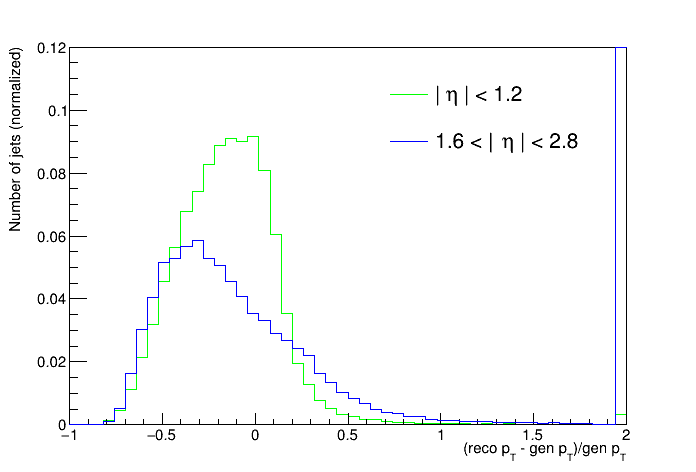 Number of jets (normalized)
0.12
0.1
0.08
0.06
0.04
0.02
0
| η | < 1.2
1.6 < | η | < 2.8
−1 −0.5 0 0.5 1 1.5 2
(reco p_T - gen p_T)/gen p_T